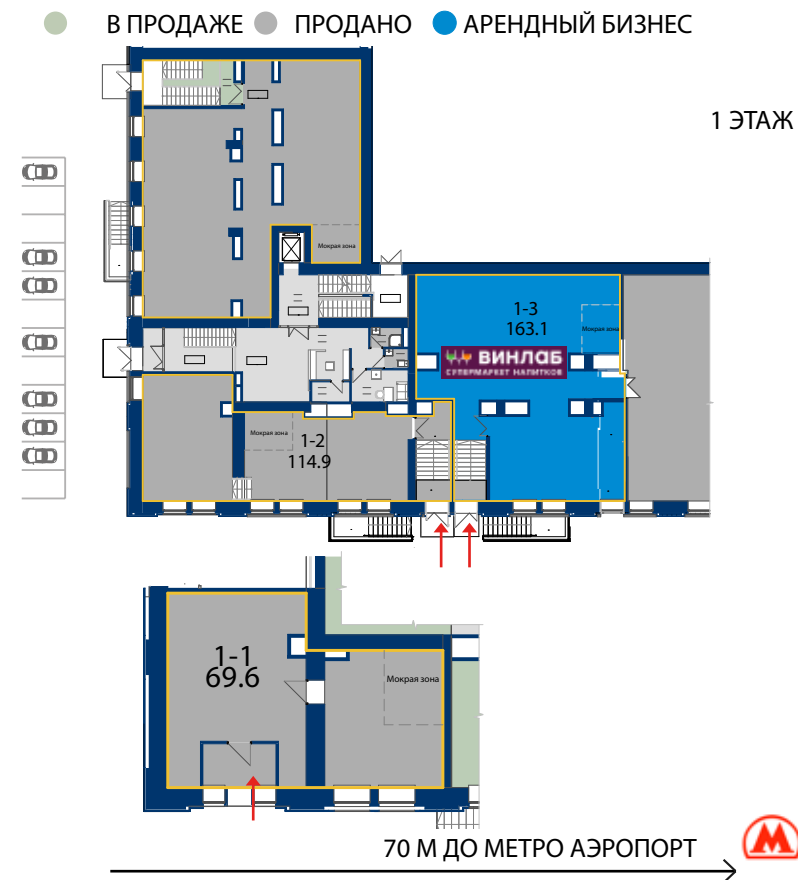 В ПРОДАЖЕ
ПРОДАНО
АРЕНДНЫЙ БИЗНЕС
1 ЭТАЖ
Мокрая зона
1-3
163.1
Мокрая зона
ВИНЛАБ
СУПЕРМАРКЕТ НАПИТКОВ
Мокрая зона
1-2
114.9
1-1
69.6
Мокрая зона
70 М ДО МЕТРО АЭРОПОРТ
М